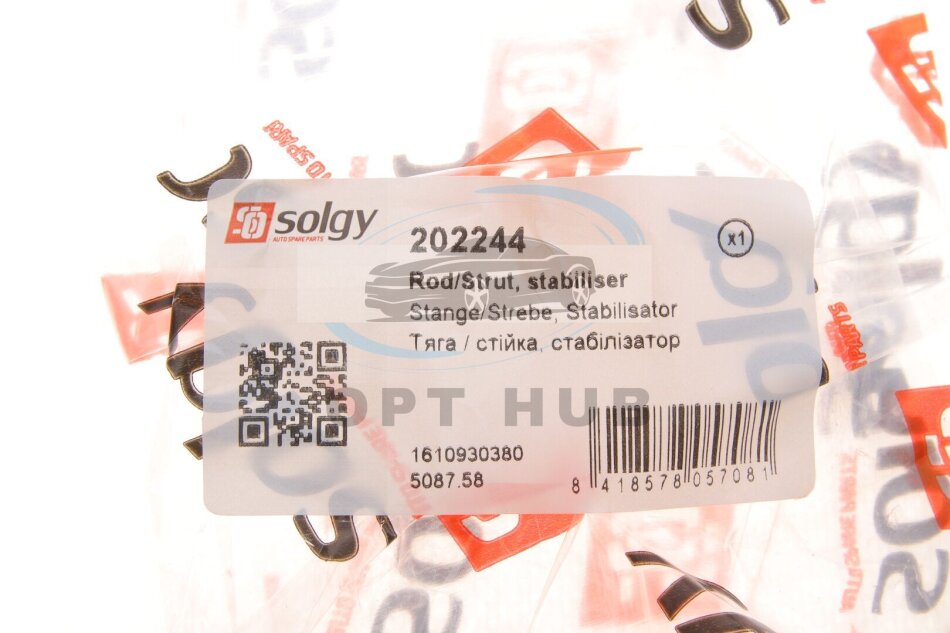 solgy
AUTO SPARE PARTS
202244
x1
Rod/Strut, stabiliser
Stange/Strebe, Stabilisator
Тяга / стійка, стабілізатор
OPT HUB
1610930380
5087.58
8 418578 057081